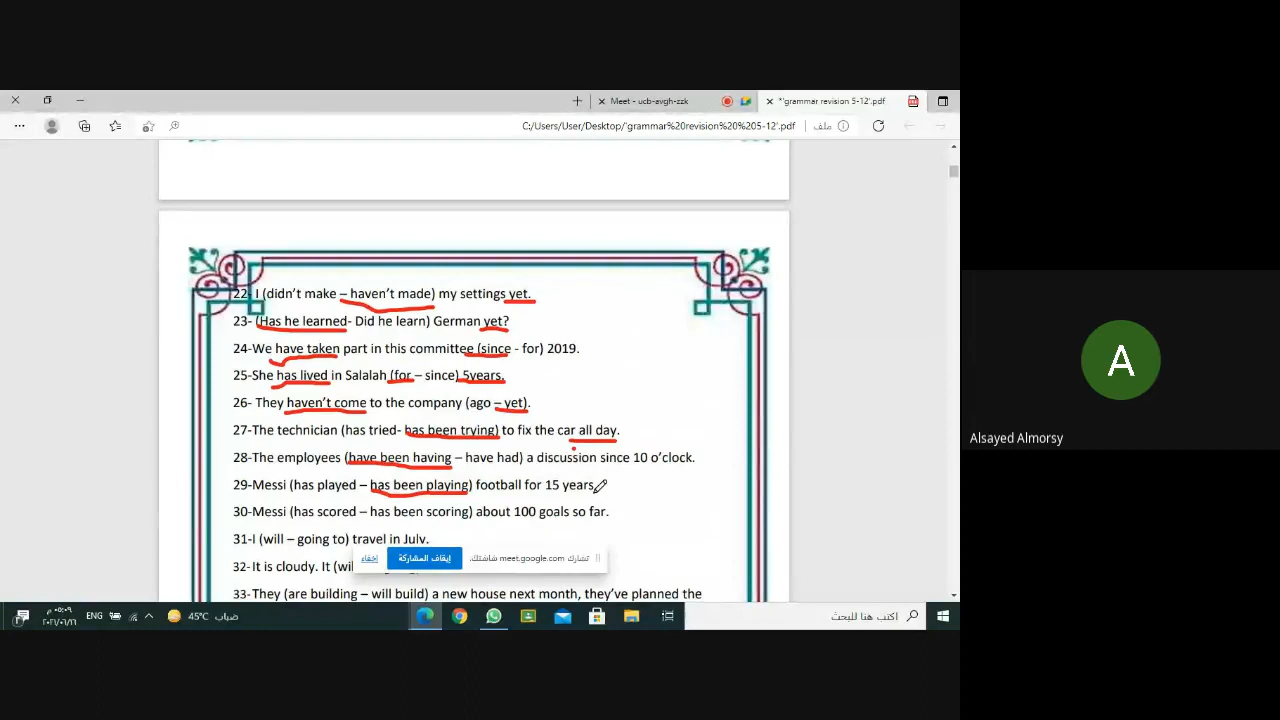 Meet - ucb-avgh-zzk
*'grammar revision 5-12'.pdf
C:/Users/User/Desktop/'grammar%20revision%20%205-12'.pdf
ملف
22- I (didn't make – haven't made) my settings yet.
23- (Has he learned- Did he learn) German yet?
24-We have taken part in this committee (since - for) 2019.
25-She has lived in Salalah (for – since) 5years.
26- They haven't come to the company (ago – yet).
27-The technician (has tried- has been trying) to fix the car all day.
28-The employees (have been having – have had) a discussion since 10 o'clock.
29-Messi (has played – has been playing) football for 15 years
30-Messi (has scored – has been scoring) about 100 goals so far.
31-I (will – going to) travel in July.
32-It is cloudy. It (wil
33-They (are building – will build) a new house next month, they've planned the
تشارك meet.google.com شاشتك.
إيقاف المشاركة
إخفاء
Alsayed Almorsy
A
ENG
45°C ضباب
اكتب هنا للبحث